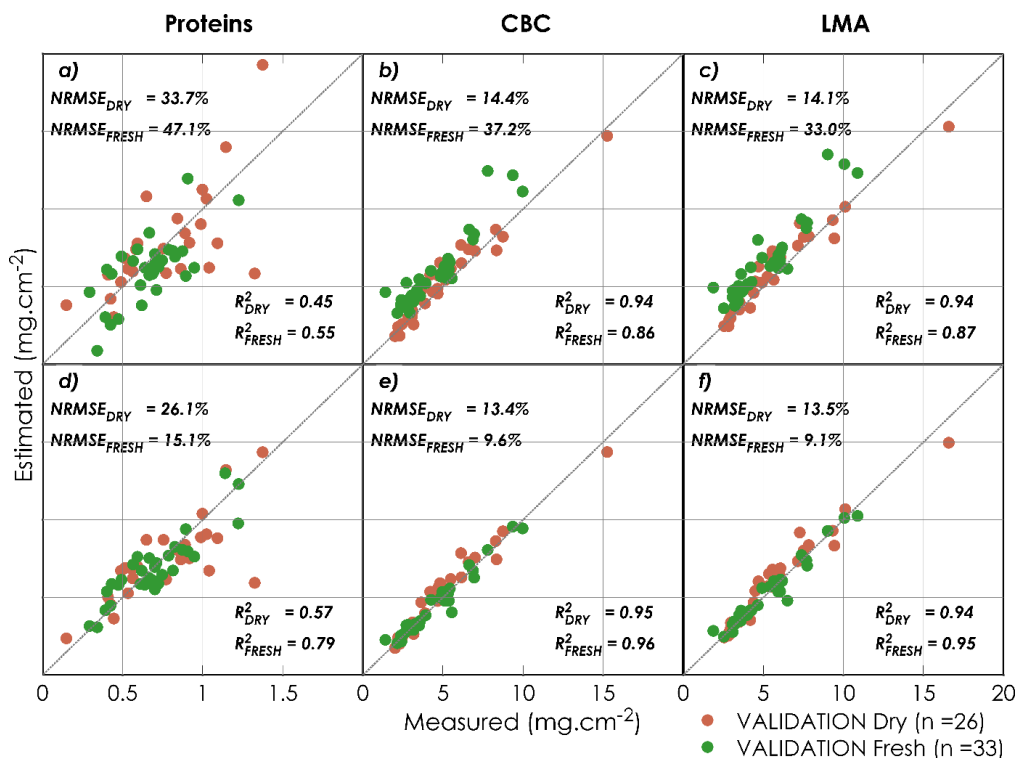 Proteins CBC LMA
a) b) c)
NRMSE_DRY = 33.7% NRMSE_DRY = 14.4% NRMSE_DRY = 14.1%
NRMSE_FRESH = 47.1% NRMSE_FRESH = 37.2% NRMSE_FRESH = 33.0%
R²_DRY = 0.45 R²_DRY = 0.94 R²_DRY = 0.94
R²_FRESH = 0.55 R²_FRESH = 0.86 R²_FRESH = 0.87
Estimated (mg.cm⁻²)
d) e) f)
NRMSE_DRY = 26.1% NRMSE_DRY = 13.4% NRMSE_DRY = 13.5%
NRMSE_FRESH = 15.1% NRMSE_FRESH = 9.6% NRMSE_FRESH = 9.1%
R²_DRY = 0.57 R²_DRY = 0.95 R²_DRY = 0.94
R²_FRESH = 0.79 R²_FRESH = 0.96 R²_FRESH = 0.95
0 0.5 1 1.5 0 5 10 15 0 5 10 15 20
Measured (mg.cm⁻²)
VALIDATION Dry (n =26)
VALIDATION Fresh (n =33)